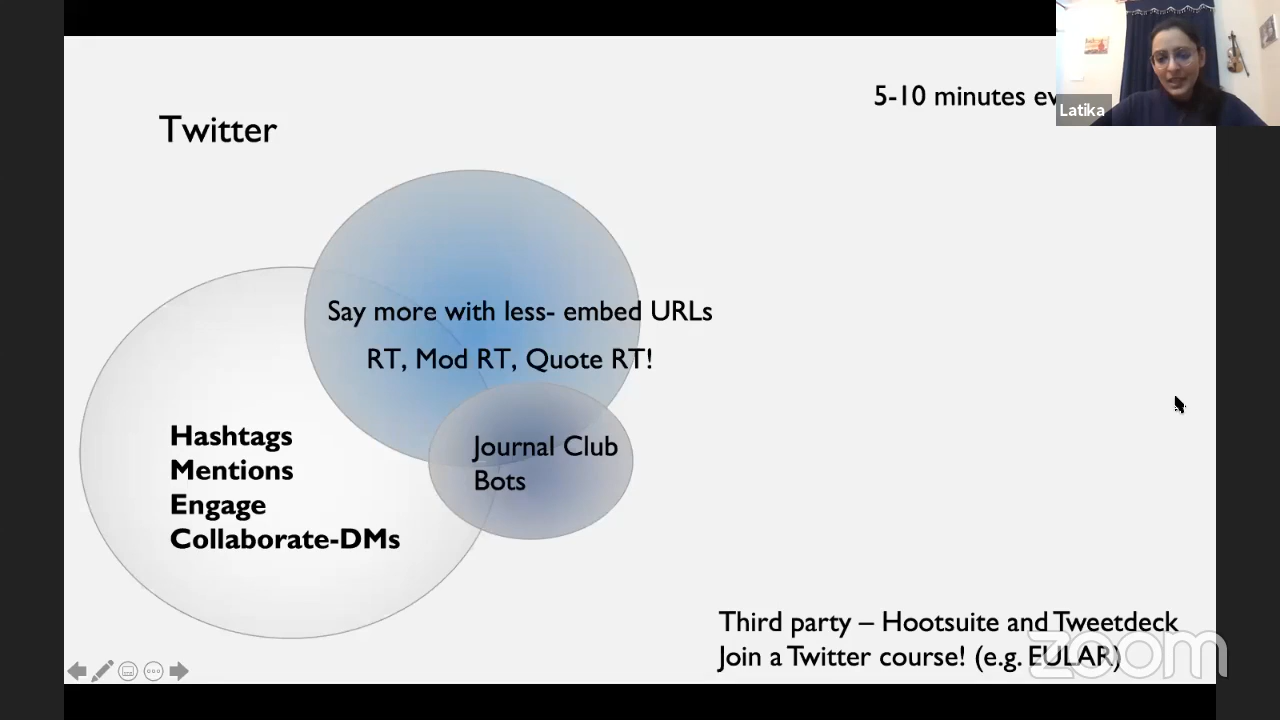 5-10 minutes
Latika
Twitter
Say more with less- embed URLs
RT, Mod RT, Quote RT!
Journal Club
Bots
Hashtags
Mentions
Engage
Collaborate-DMs
Third party – Hootsuite and Tweetdeck
Join a Twitter course! (e.g. EULAR)
zoom